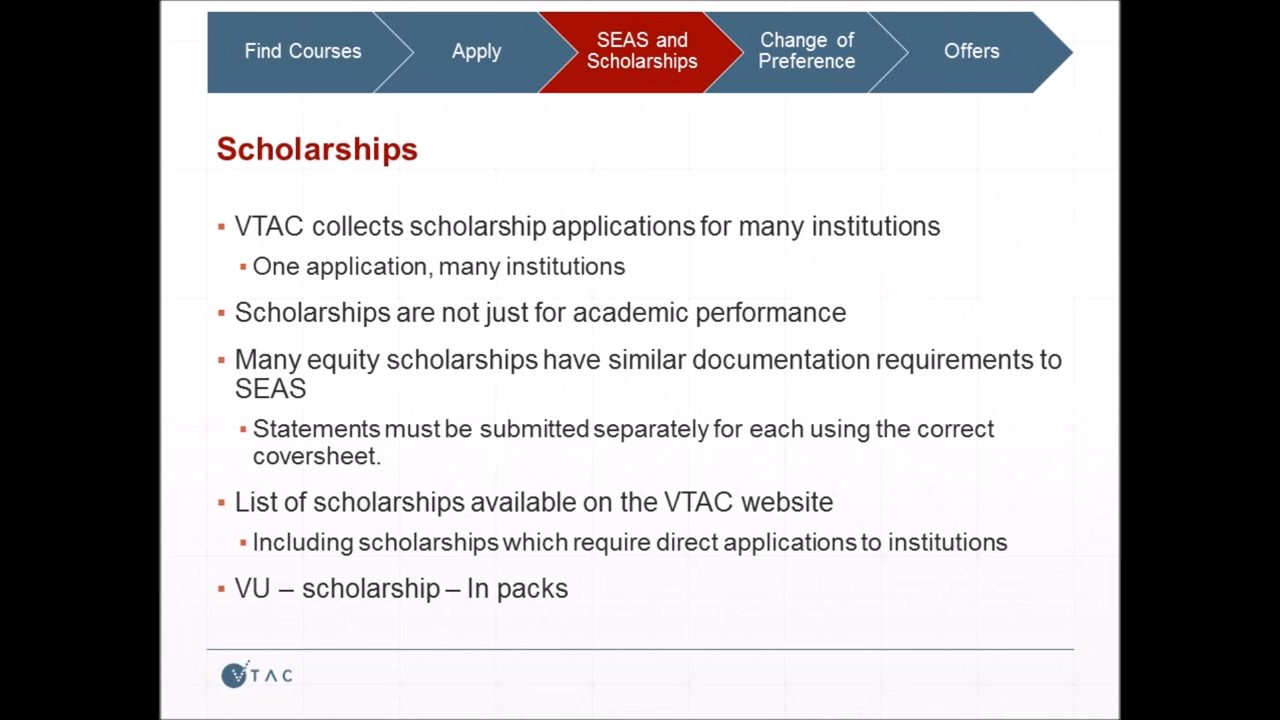 Find Courses
Apply
SEAS and
Scholarships
Change of
Preference
Offers
Scholarships
▪ VTAC collects scholarship applications for many institutions
▪ One application, many institutions
▪ Scholarships are not just for academic performance
▪ Many equity scholarships have similar documentation requirements to
SEAS
▪ Statements must be submitted separately for each using the correct
coversheet.
▪ List of scholarships available on the VTAC website
▪ Including scholarships which require direct applications to institutions
▪ VU – scholarship – In packs
VTAC